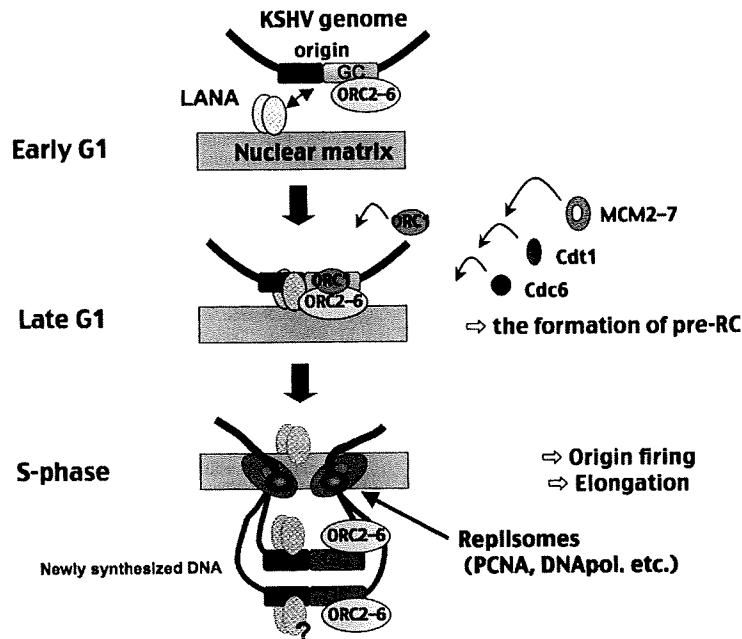 KSHV genome
origin
GC
ORC2-6
LANA
Early G1
Nuclear matrix
ORC1
MCM2-7
Cdt1
Cdc6
ORC1
ORC2-6
Late G1
⇨ the formation of pre-RC
S-phase
⇨ Origin firing
⇨ Elongation
ORC2-6
Replisomes
(PCNA, DNApol. etc.)
Newly synthesized DNA
ORC2-6
?